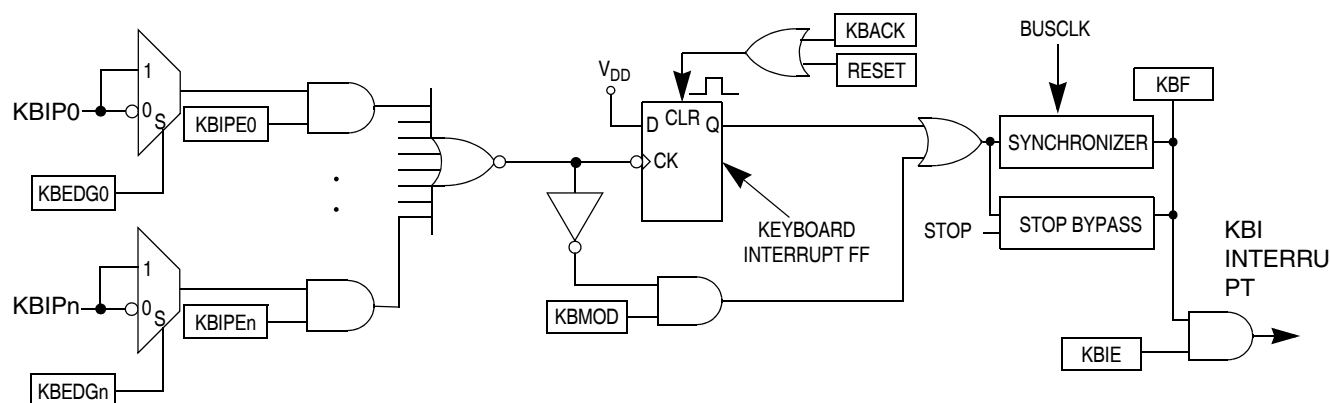 KBACK
RESET
BUSCLK
VDD
KBF
KBIP0
1
0
S
KBIPE0
D CLR Q
CK
SYNCHRONIZER
KBEDG0
STOP BYPASS
STOP
KEYBOARD
INTERRUPT FF
KBI
INTERRU
PT
KBIPn
1
0
S
KBIPEn
KBMOD
KBIE
KBEDGn